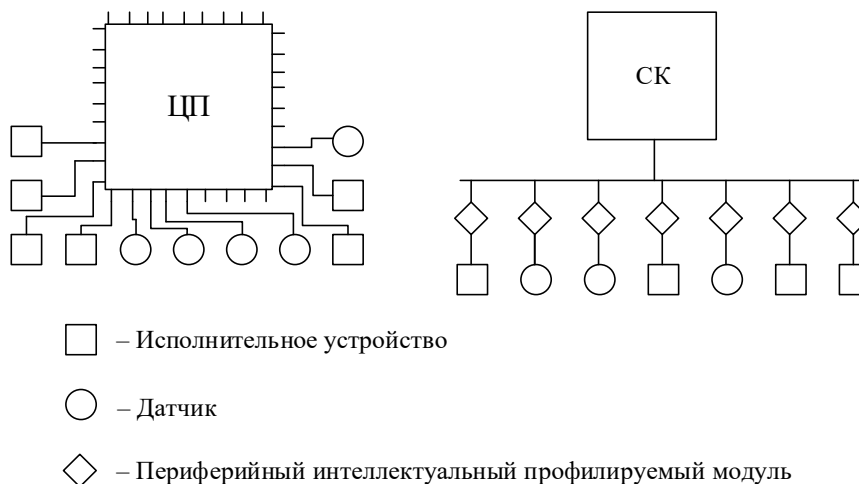 ЦП
СК
– Исполнительное устройство
– Датчик
– Периферийный интеллектуальный профилируемый модуль